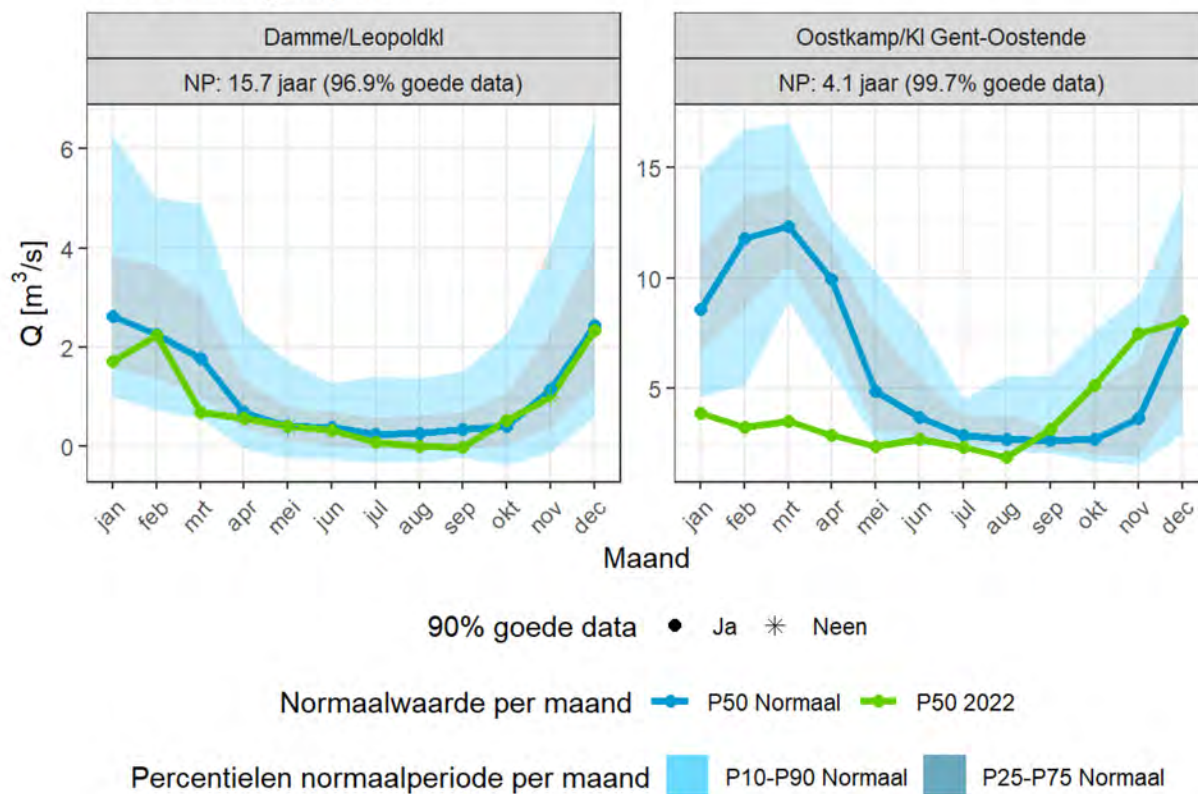 Damme/Leopoldkl
NP: 15.7 jaar (96.9% goede data)
Oostkamp/Kl Gent-Oostende
NP: 4.1 jaar (99.7% goede data)
Q [m³/s]
6
4
2
0
15
10
5
jan feb mrt apr mei jun jul aug sep okt nov dec
jan feb mrt apr mei jun jul aug sep okt nov dec
Maand
90% goede data Ja Neen
Normaalwaarde per maand P50 Normaal P50 2022
Percentielen normaalperiode per maand P10-P90 Normaal P25-P75 Normaal